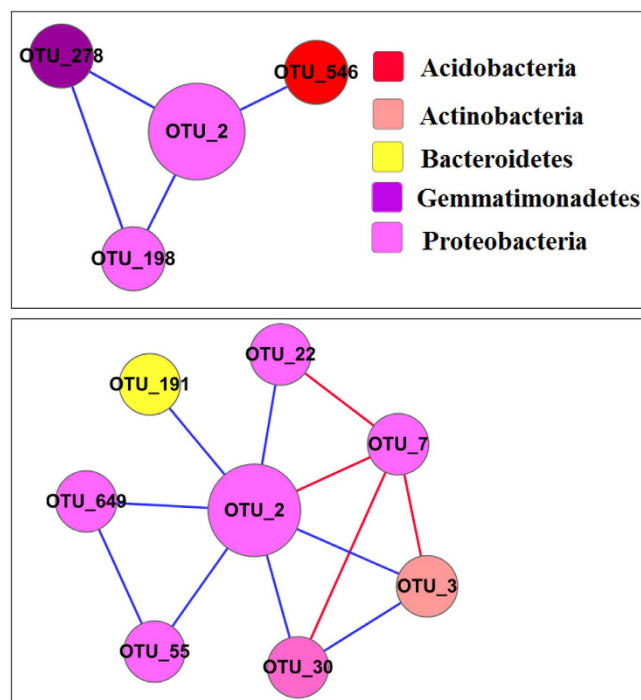 OTU_278
OTU_546
OTU_2
OTU_198
Acidobacteria
Actinobacteria
Bacteroidetes
Gemmatimonadetes
Proteobacteria
OTU_22
OTU_191
OTU_7
OTU_649
OTU_2
OTU_3
OTU_55
OTU_30